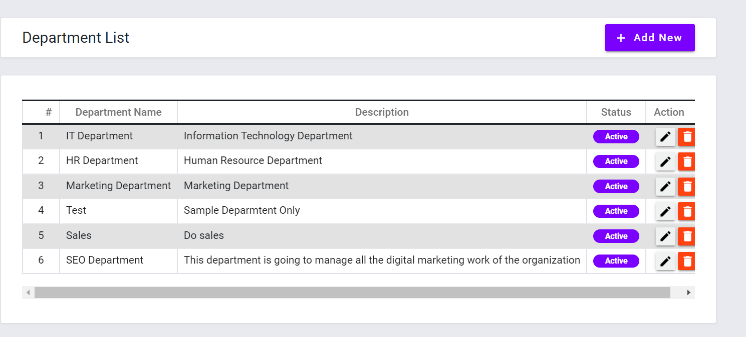 Department List
+ Add New
# Department Name Description Status Action
1 IT Department Information Technology Department Active
2 HR Department Human Resource Department Active
3 Marketing Department Marketing Department Active
4 Test Sample Deparmtent Only Active
5 Sales Do sales Active
6 SEO Department This department is going to manage all the digital marketing work of the organization Active